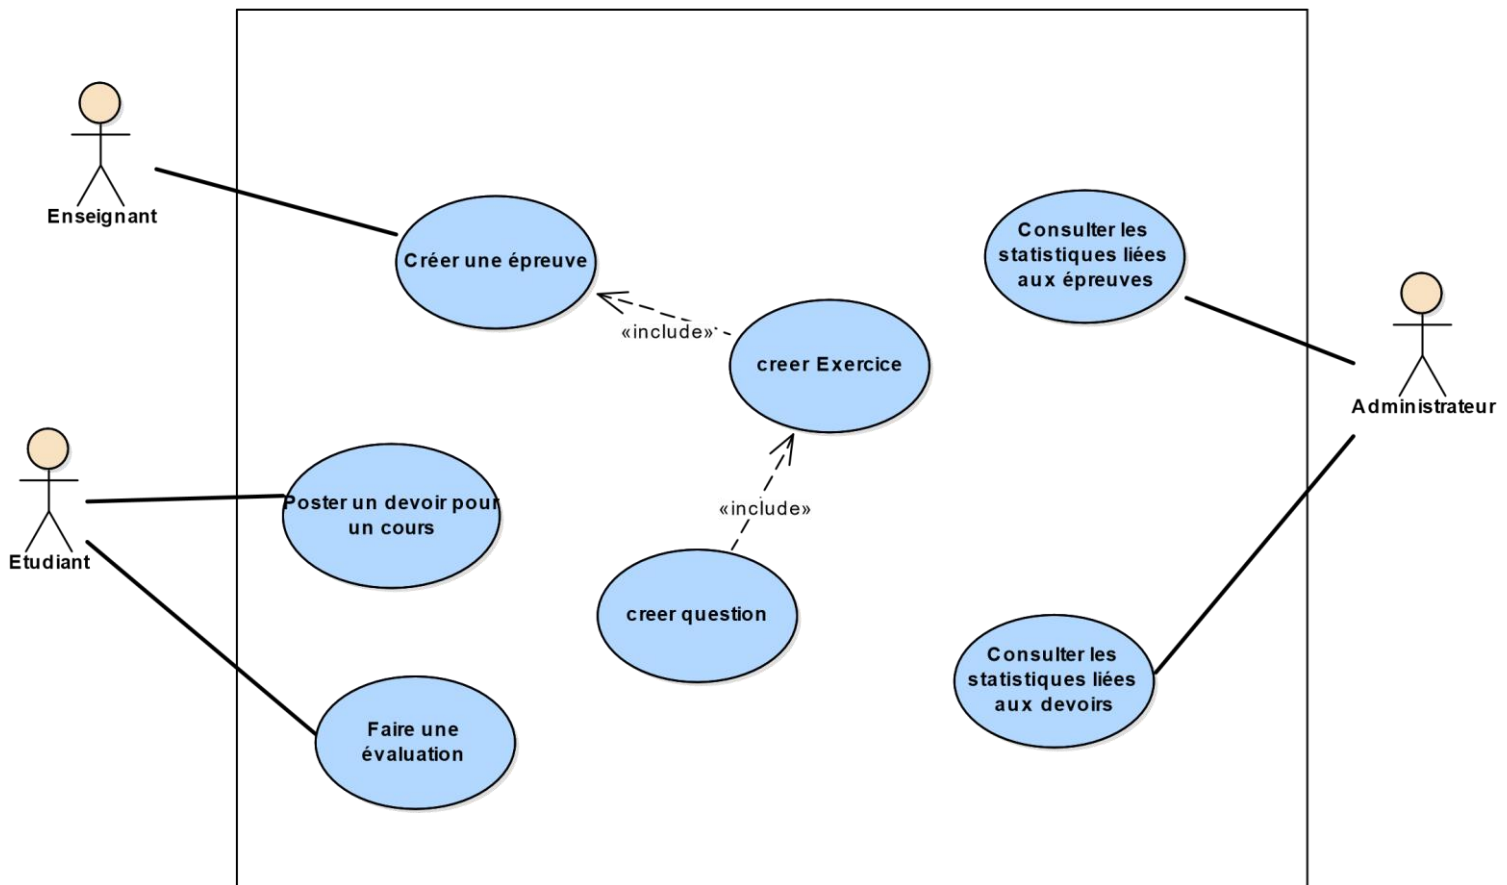 Enseignant
Créer une épreuve
Consulter les
statistiques liées
aux épreuves
«include»
creer Exercice
Administrateur
Etudiant
Poster un devoir pour
un cours
«include»
creer question
Consulter les
statistiques liées
aux devoirs
Faire une
évaluation